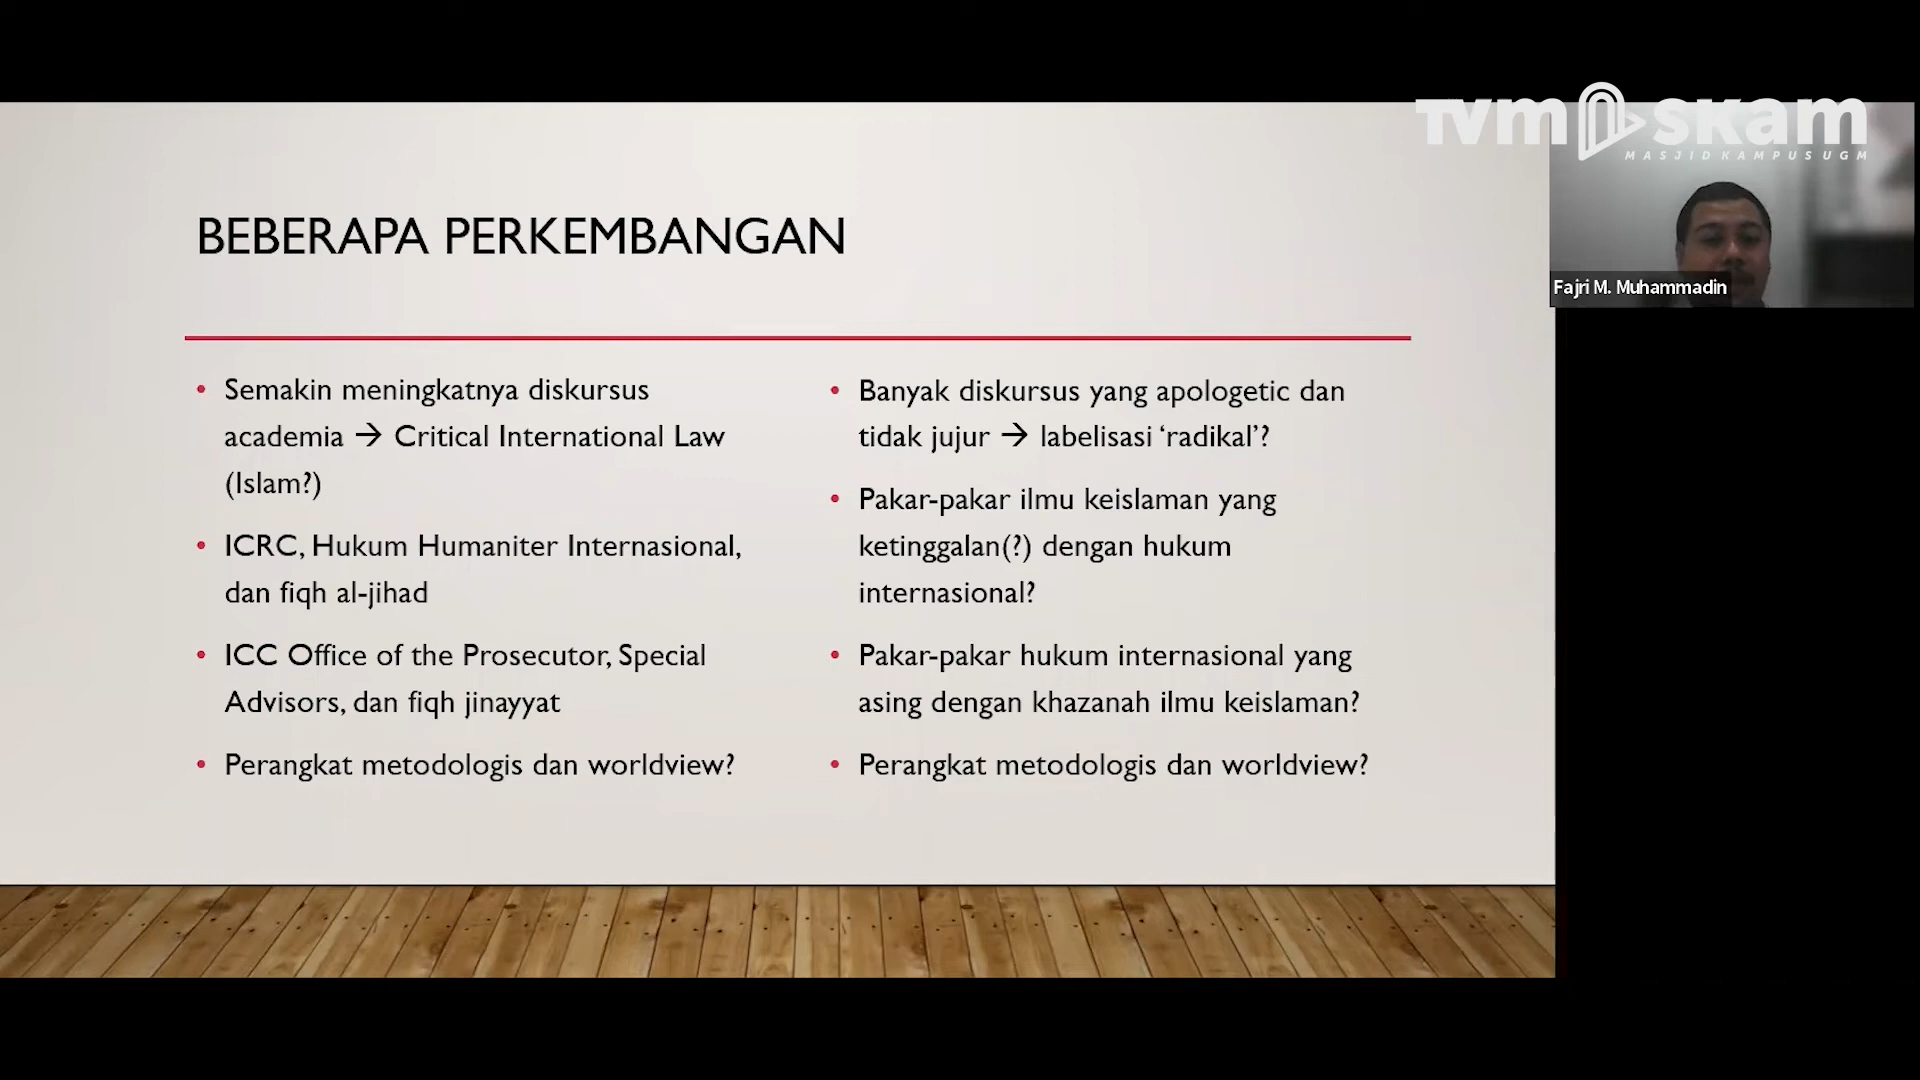 TVM SKAM
MASJID KAMPUS UGM
Fajri M. Muhammadin
BEBERAPA PERKEMBANGAN
• Semakin meningkatnya diskursus
academia → Critical International Law
(Islam?)
• ICRC, Hukum Humaniter Internasional,
dan fiqh al-jihad
• ICC Office of the Prosecutor, Special
Advisors, dan fiqh jinayyat
• Perangkat metodologis dan worldview?
• Banyak diskursus yang apologetic dan
tidak jujur → labelisasi ‘radikal’?
• Pakar-pakar ilmu keislaman yang
ketinggalan(?) dengan hukum
internasional?
• Pakar-pakar hukum internasional yang
asing dengan khazanah ilmu keislaman?
• Perangkat metodologis dan worldview?